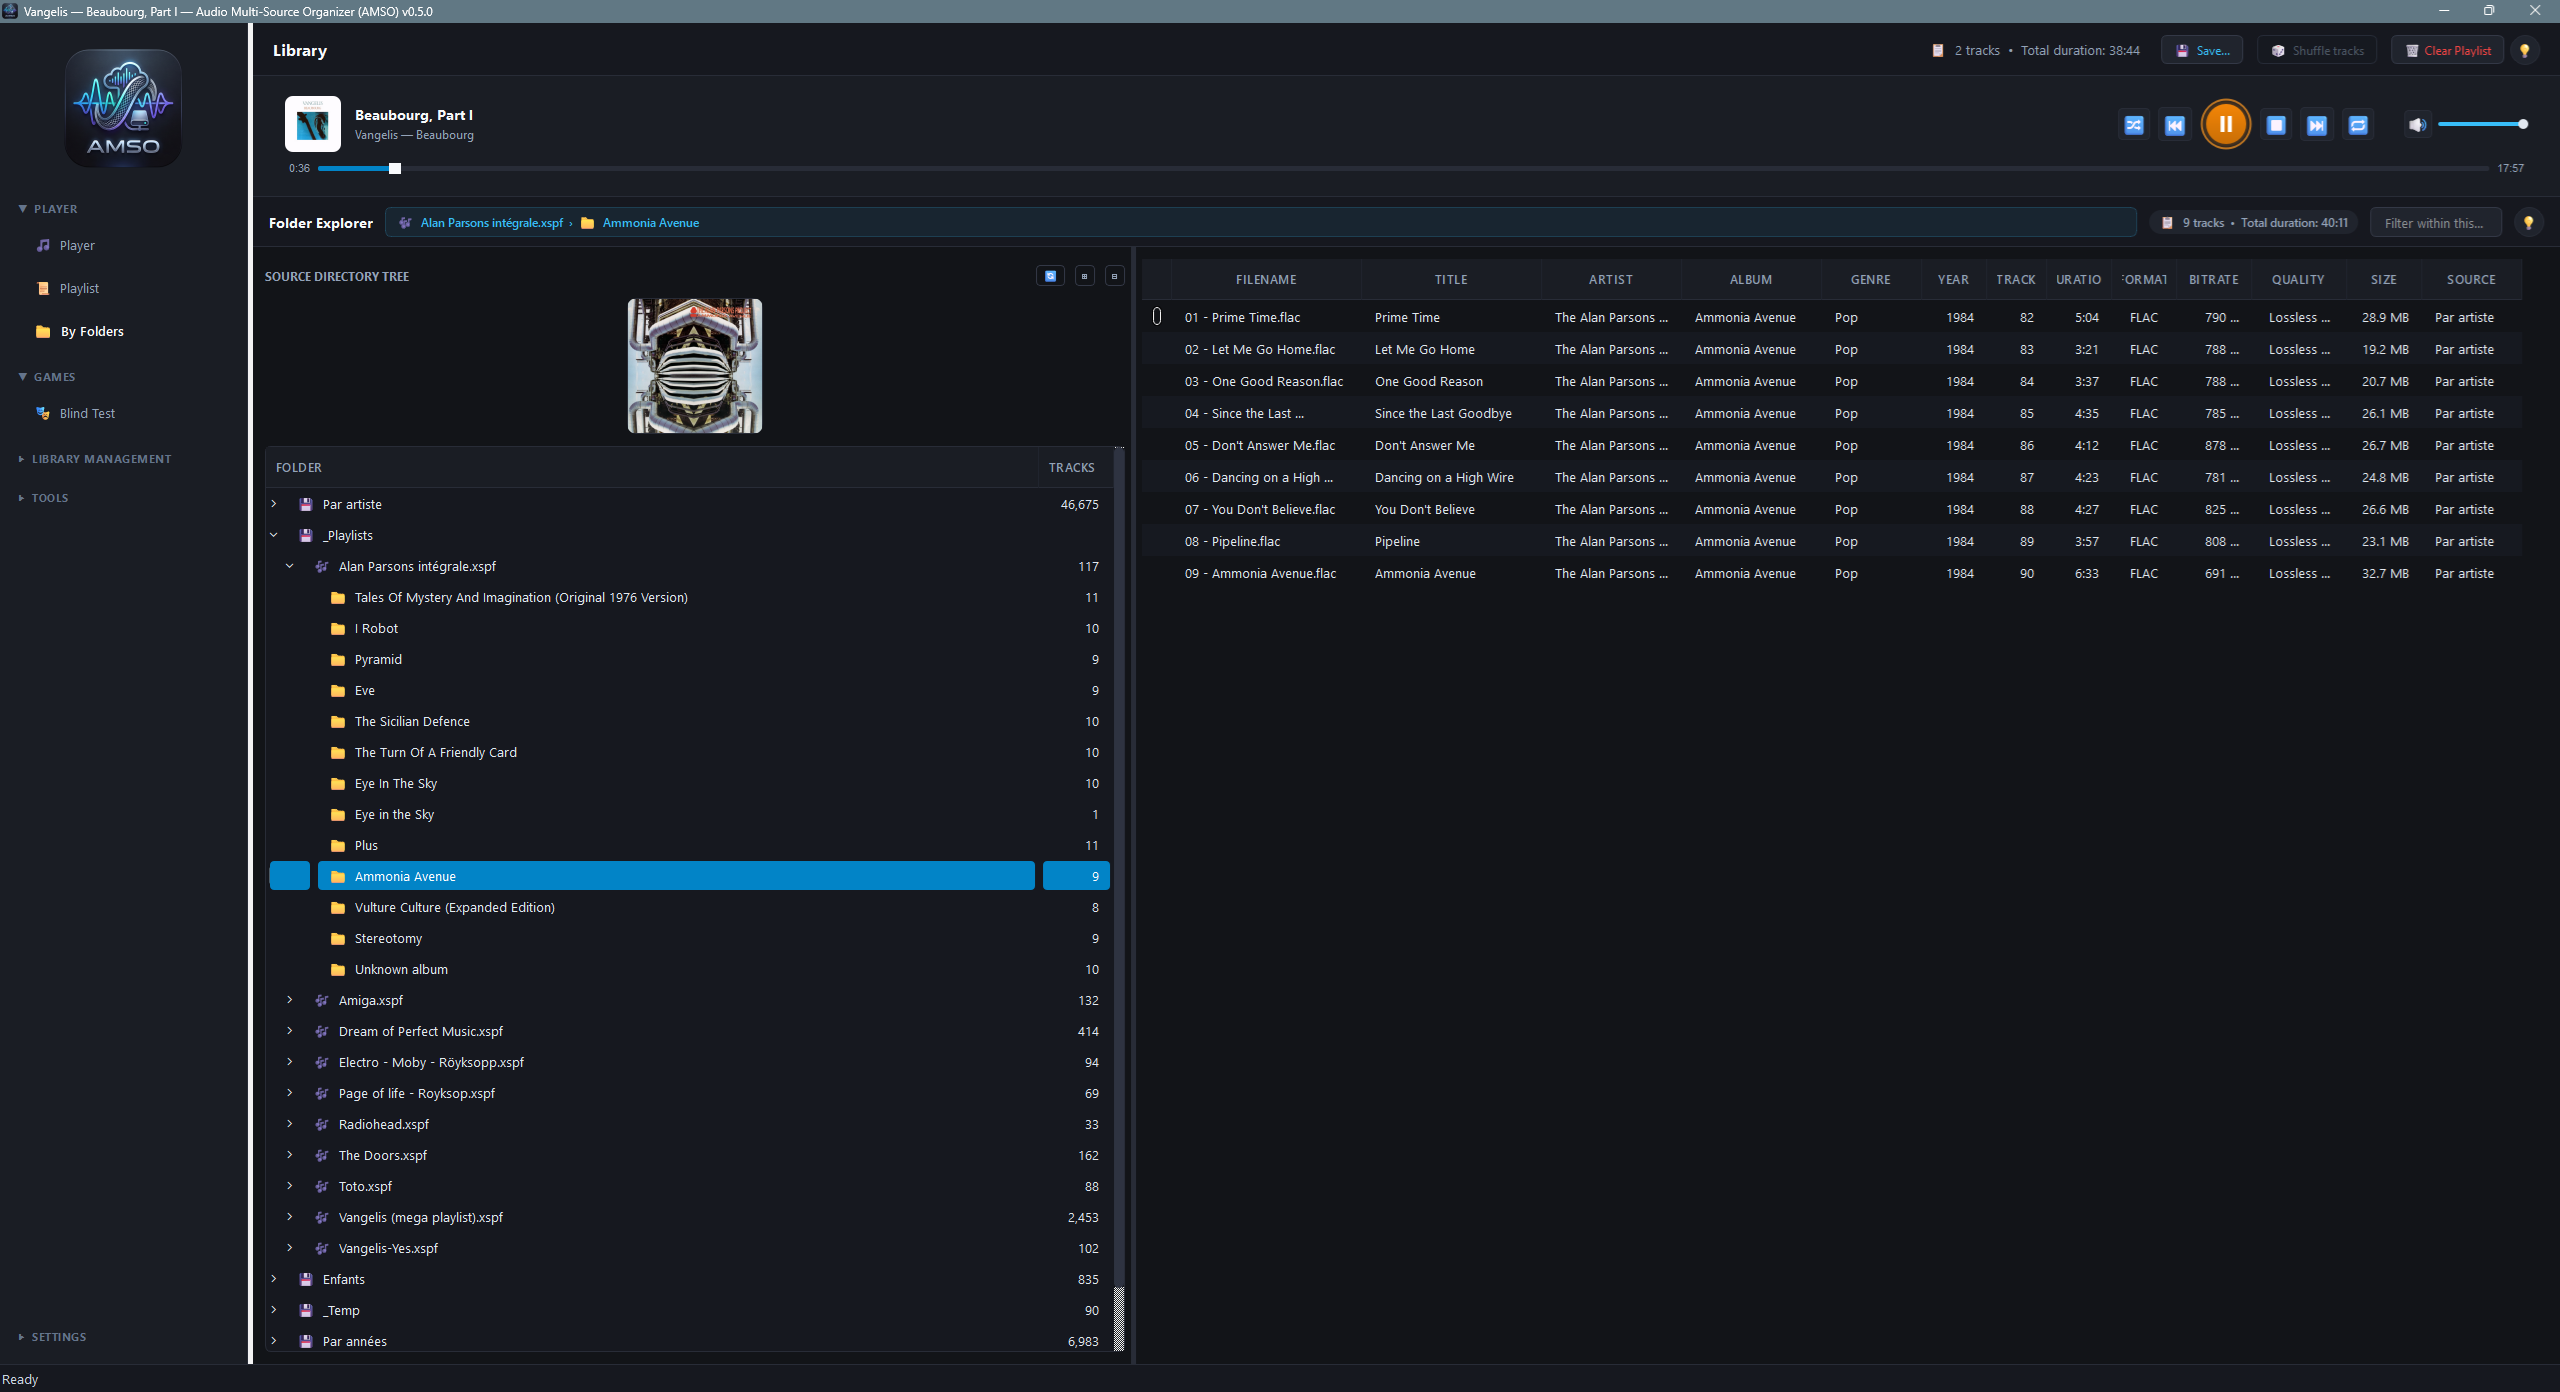 Vangelis — Beaubourg, Part I — Audio Multi-Source Organizer (AMSO) v0.5.0
AMSO
PLAYER
Player
Playlist
By Folders
GAMES
Blind Test
LIBRARY MANAGEMENT
TOOLS
SETTINGS
Library
2 tracks • Total duration: 38:44
Save...
Shuffle tracks
Clear Playlist
Beaubourg, Part I
Vangelis — Beaubourg
0:36
17:57
Folder Explorer
Alan Parsons intégrale.xspf › Ammonia Avenue
9 tracks • Total duration: 40:11
Filter within this...
SOURCE DIRECTORY TREE
FOLDER TRACKS
Par artiste 46,675
_Playlists
Alan Parsons intégrale.xspf 117
Tales Of Mystery And Imagination (Original 1976 Version) 11
I Robot 10
Pyramid 9
Eve 9
The Sicilian Defence 10
The Turn Of A Friendly Card 10
Eye In The Sky 10
Eye in the Sky 1
Plus 11
Ammonia Avenue 9
Vulture Culture (Expanded Edition) 8
Stereotomy 9
Unknown album 10
Amiga.xspf 132
Dream of Perfect Music.xspf 414
Electro - Moby - Röyksopp.xspf 94
Page of life - Royksop.xspf 69
Radiohead.xspf 33
The Doors.xspf 162
Toto.xspf 88
Vangelis (mega playlist).xspf 2,453
Vangelis-Yes.xspf 102
Enfants 835
_Temp 90
Par années 6,983
FILENAME TITLE ARTIST ALBUM GENRE YEAR TRACK URATIO FORMAT BITRATE QUALITY SIZE SOURCE
01 - Prime Time.flac Prime Time The Alan Parsons ... Ammonia Avenue Pop 1984 82 5:04 FLAC 790 ... Lossless ... 28.9 MB Par artiste
02 - Let Me Go Home.flac Let Me Go Home The Alan Parsons ... Ammonia Avenue Pop 1984 83 3:21 FLAC 788 ... Lossless ... 19.2 MB Par artiste
03 - One Good Reason.flac One Good Reason The Alan Parsons ... Ammonia Avenue Pop 1984 84 3:37 FLAC 788 ... Lossless ... 20.7 MB Par artiste
04 - Since the Last ... Since the Last Goodbye The Alan Parsons ... Ammonia Avenue Pop 1984 85 4:35 FLAC 785 ... Lossless ... 26.1 MB Par artiste
05 - Don't Answer Me.flac Don't Answer Me The Alan Parsons ... Ammonia Avenue Pop 1984 86 4:12 FLAC 878 ... Lossless ... 26.7 MB Par artiste
06 - Dancing on a High ... Dancing on a High Wire The Alan Parsons ... Ammonia Avenue Pop 1984 87 4:23 FLAC 781 ... Lossless ... 24.8 MB Par artiste
07 - You Don't Believe.flac You Don't Believe The Alan Parsons ... Ammonia Avenue Pop 1984 88 4:27 FLAC 825 ... Lossless ... 26.6 MB Par artiste
08 - Pipeline.flac Pipeline The Alan Parsons ... Ammonia Avenue Pop 1984 89 3:57 FLAC 808 ... Lossless ... 23.1 MB Par artiste
09 - Ammonia Avenue.flac Ammonia Avenue The Alan Parsons ... Ammonia Avenue Pop 1984 90 6:33 FLAC 691 ... Lossless ... 32.7 MB Par artiste
Ready